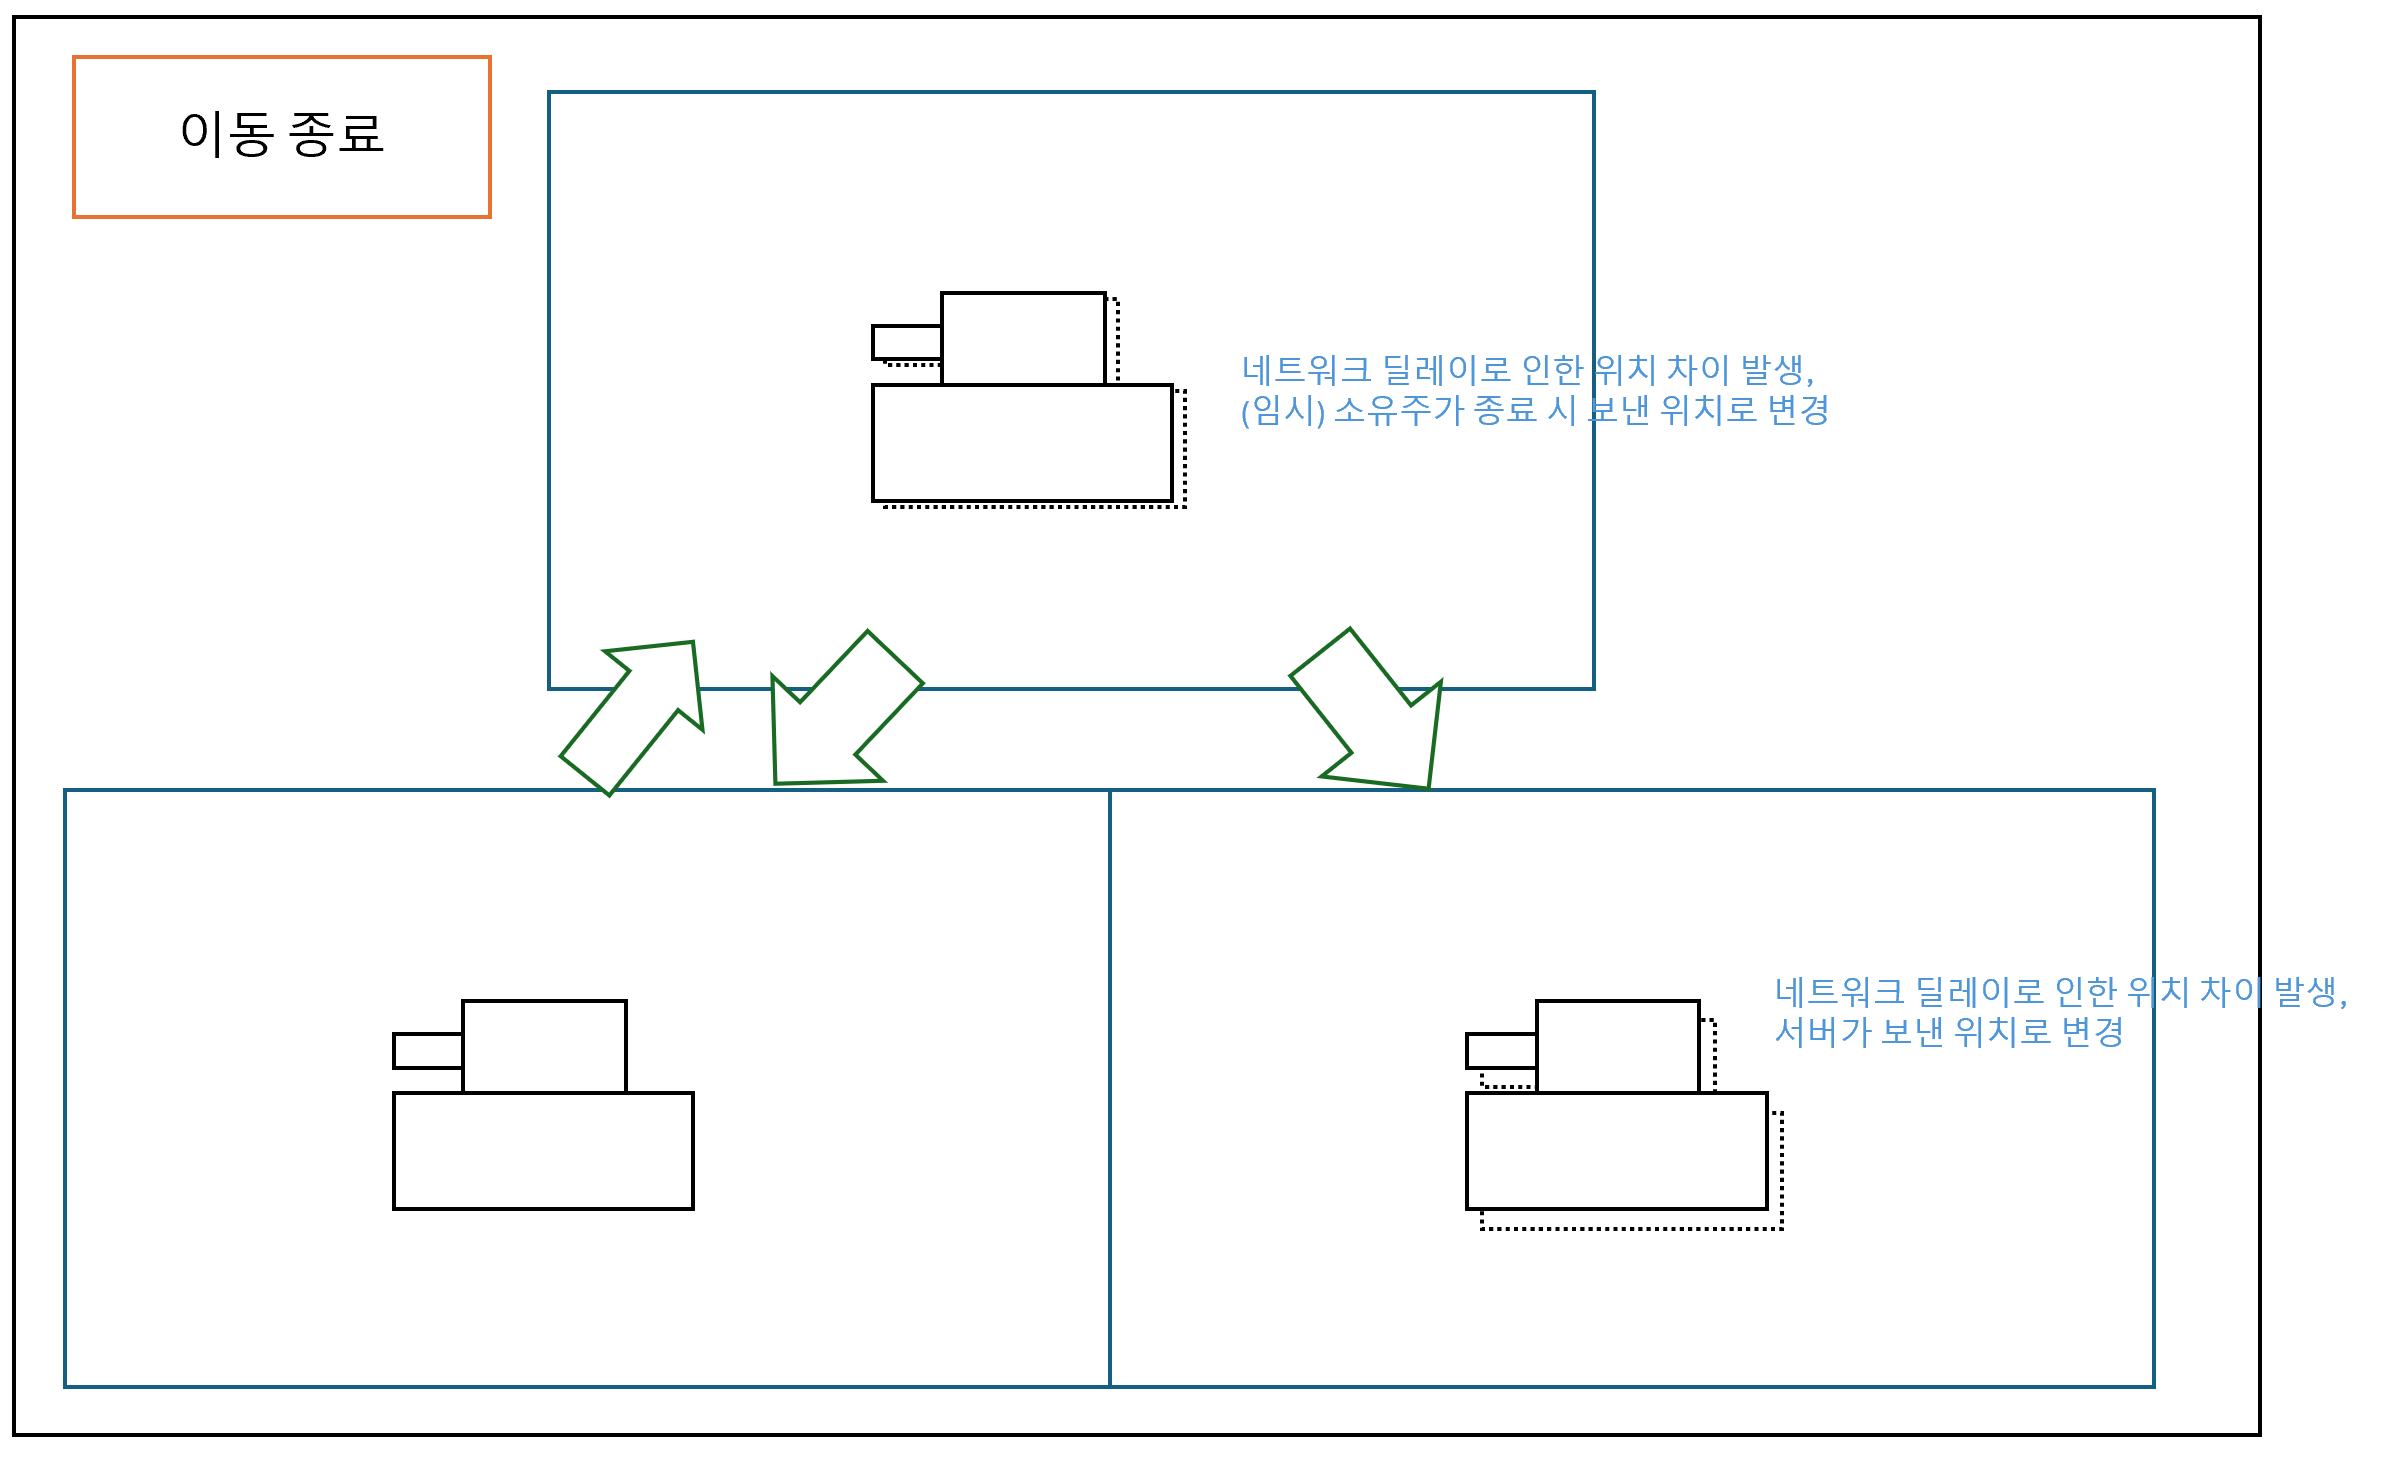 이동 종료
네트워크 딜레이로 인한 위치 차이 발생,
(임시) 소유주가 종료 시 보낸 위치로 변경
네트워크 딜레이로 인한 위치 차이 발생,
서버가 보낸 위치로 변경